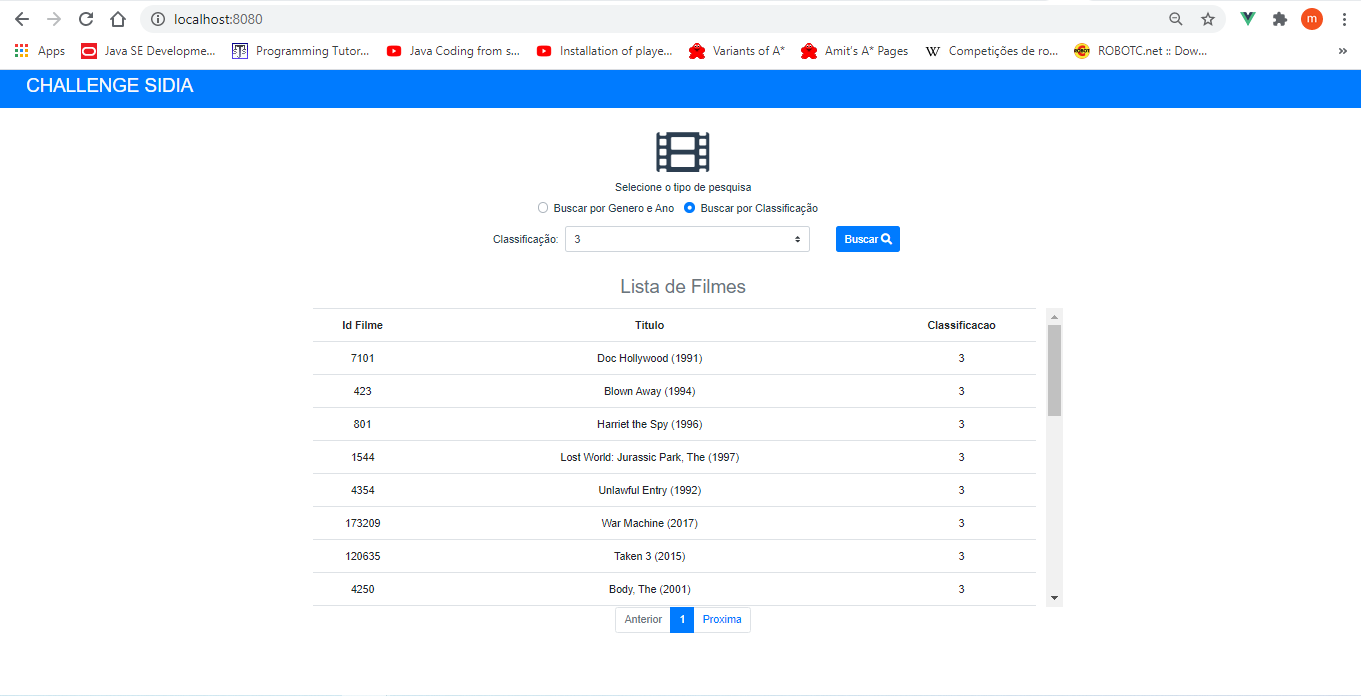 localhost:8080
m
Apps
Java SE Developme...
Programming Tutor...
Java Coding from s...
Installation of playe...
Variants of A*
Amit's A* Pages
W Competições de ro...
ROBOTC.net :: Dow...
»
CHALLENGE SIDIA
Selecione o tipo de pesquisa
Buscar por Genero e Ano Buscar por Classificação
Classificação: 3 Buscar
Lista de Filmes
Id Filme Titulo Classificacao
7101 Doc Hollywood (1991) 3
423 Blown Away (1994) 3
801 Harriet the Spy (1996) 3
1544 Lost World: Jurassic Park, The (1997) 3
4354 Unlawful Entry (1992) 3
173209 War Machine (2017) 3
120635 Taken 3 (2015) 3
4250 Body, The (2001) 3
Anterior 1 Proxima